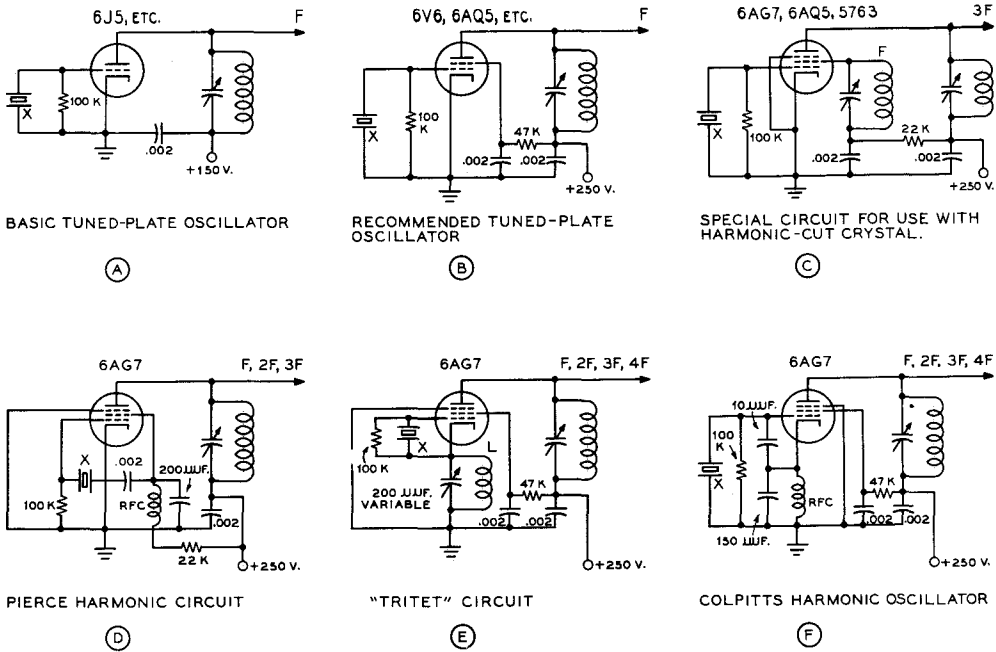 6J5, ETC.
F
X
100 K
.002
+150 V.
BASIC TUNED-PLATE OSCILLATOR
A
6V6, 6AQ5, ETC.
F
X
100
K
47 K
.002
.002
+250 V.
RECOMMENDED TUNED-PLATE
OSCILLATOR
B
6AG7, 6AQ5, 5763
3F
F
X
100 K
22 K
.002
.002
+250 V.
SPECIAL CIRCUIT FOR USE WITH
HARMONIC-CUT CRYSTAL.
C
6AG7
F, 2F, 3F
X
.002
200 µµF.
100 K
RFC
.002
22 K
+250 V.
PIERCE HARMONIC CIRCUIT
D
6AG7
F, 2F, 3F, 4F
X
L
100 K
200 µµF.
VARIABLE
47 K
.002
.002
+250 V.
"TRITET" CIRCUIT
E
6AG7
F, 2F, 3F, 4F
10 µµF.
100
K
X
RFC
47 K
.002
.002
150 µµF.
+250 V.
COLPITTS HARMONIC OSCILLATOR
F